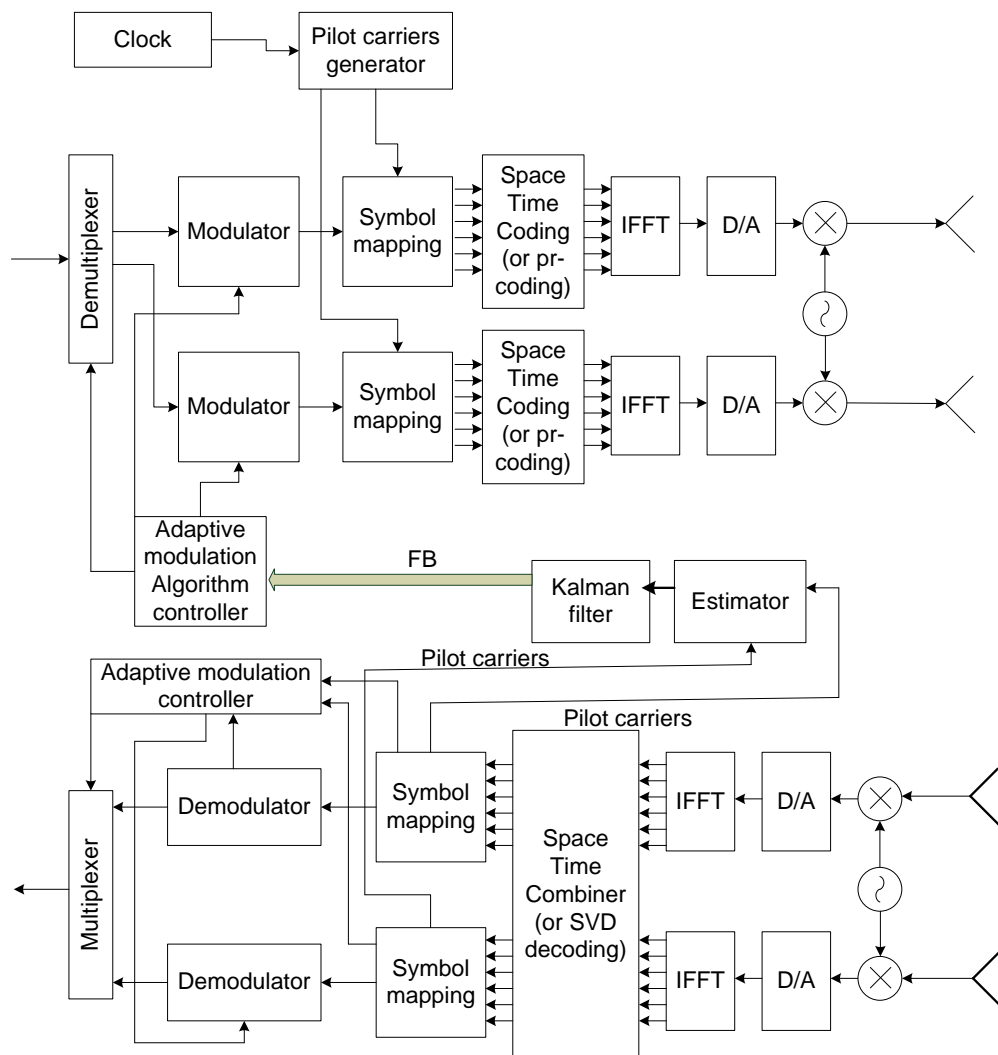 Clock
Pilot carriers
generator
Demultiplexer
Modulator
Symbol
mapping
Space
Time
Coding
(or pr-
coding)
IFFT
D/A
Modulator
Symbol
mapping
Space
Time
Coding
(or pr-
coding)
IFFT
D/A
Adaptive
modulation
Algorithm
controller
FB
Kalman
filter
Estimator
Pilot carriers
Adaptive modulation
controller
Pilot carriers
Multiplexer
Demodulator
Symbol
mapping
Space
Time
Combiner
(or SVD
decoding)
IFFT
D/A
Demodulator
Symbol
mapping
IFFT
D/A